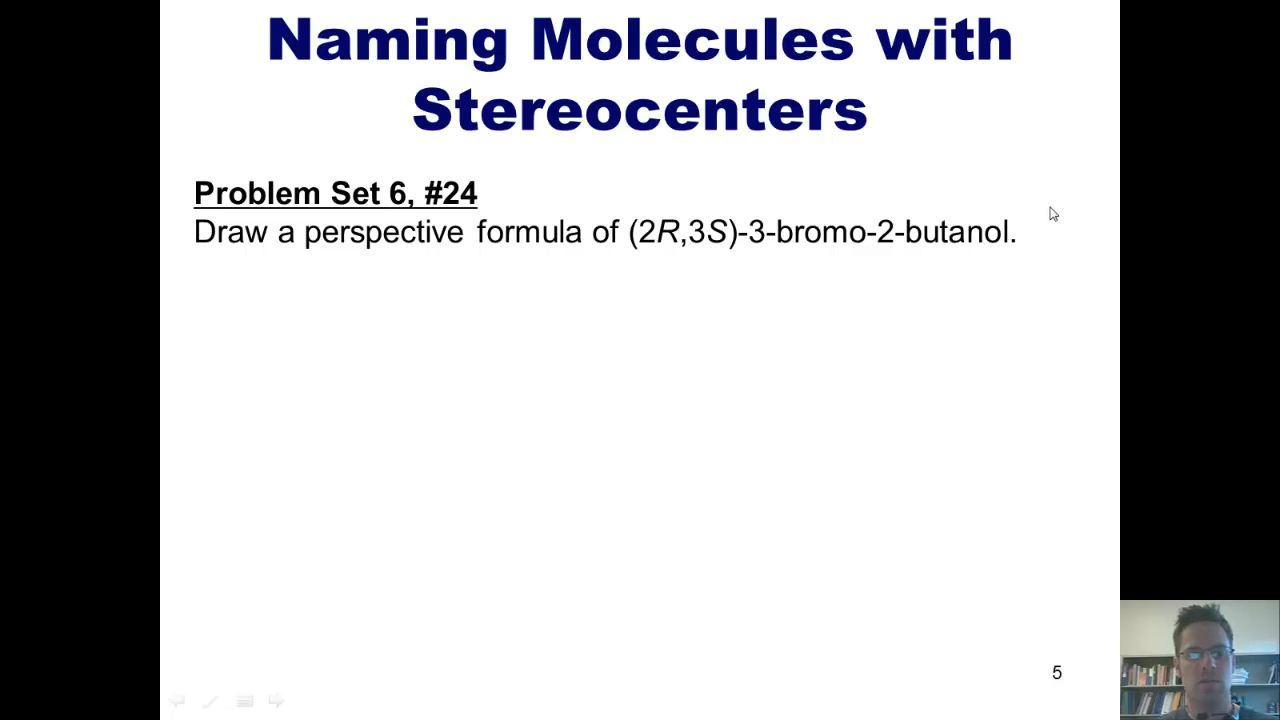 Naming Molecules with
Stereocenters
Problem Set 6, #24
Draw a perspective formula of (2R,3S)-3-bromo-2-butanol.
5